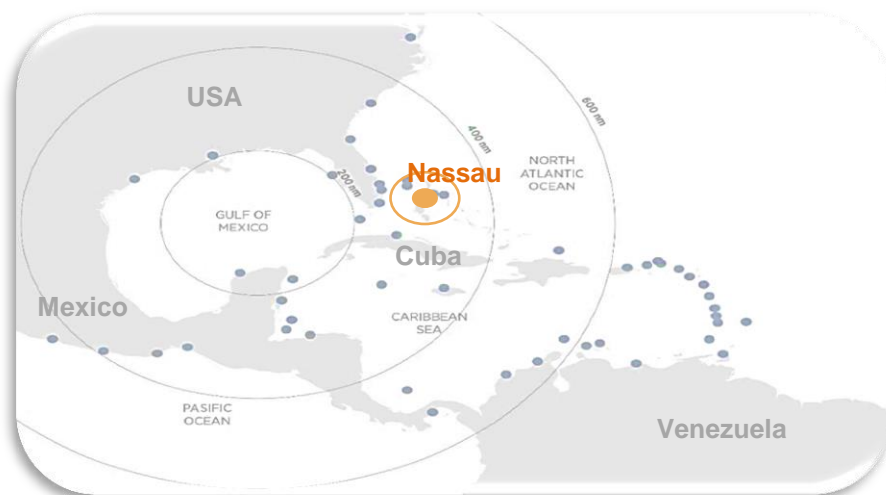 USA
600 nm
400 nm
NORTH
ATLANTIC
OCEAN
Nassau
200 nm
GULF OF
MEXICO
Cuba
Mexico
CARIBBEAN
SEA
PASIFIC
OCEAN
Venezuela